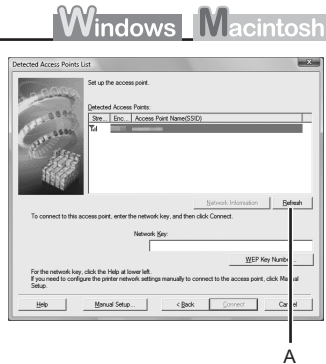 Windows Macintosh
Detected Access Points List
Set up the access point.
Detected Access Points:
Stre... Enc... Access Point Name(SSID)
Network Information Refresh
To connect to this access point, enter the network key, and then click Connect.
Network Key:
WEP Key Number...
For the network key, click the Help at lower left.
If you need to configure the printer network settings manually to connect to the access point, click Manual
Setup.
Help Manual Setup... < Back Connect Cancel
A